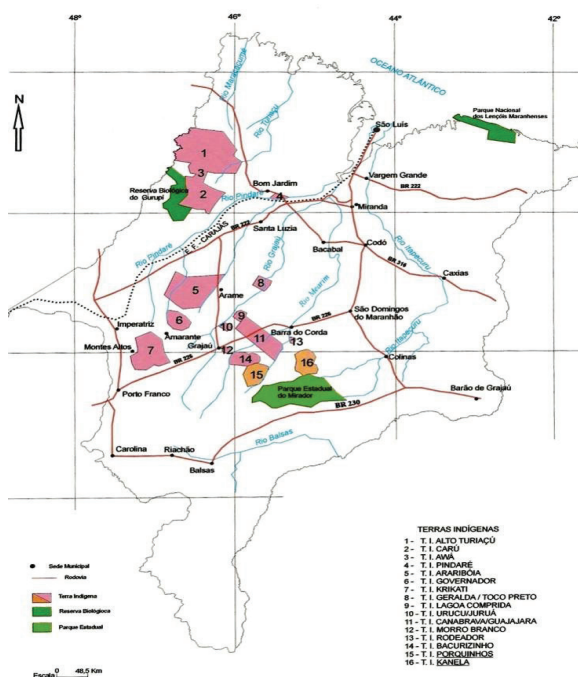 48°
46°
44°
42°
N
OCEANO ATLÂNTICO
Rio Maracaçumé
Rio Turiaçu
Parque Nacional
dos Lençóis Maranhenses
São Luís
1
3
2
Reserva Biológica
do Gurupi
Bom Jardim
4
Vargem Grande
BR 222
Miranda
Rio Pindaré
E. F. CARAJÁS
BR 222
Santa Luzia
Rio Pindaré
Rio Grajaú
Bacabal
Codó
Rio Itapecuru
BR 316
Caxias
5
8
Arame
Rio Mearim
6
9
10
11
BR 226
São Domingos
do Maranhão
Imperatriz
Amarante
Barra do Corda
13
Montes Altos
7
Grajaú
12
14
BR 226
15
16
Rio Itapecuru
Colinas
Porto Franco
Parque Estadual
do Mirador
Barão de Grajaú
BR 230
Carolina
Riachão
Balsas
Rio Balsas
TERRAS INDÍGENAS
1 - T. I. ALTO TURIAÇÚ
2 - T. I. CARÚ
3 - T. I. AWÁ
4 - T. I. PINDARÉ
5 - T. I. ARARIBÓIA
6 - T. I. GOVERNADOR
7 - T. I. KRIKATI
8 - T. I. GERALDA / TOCO PRETO
9 - T. I. LAGOA COMPRIDA
10 - T. I. URUCU/JURUÁ
11 - T. I. CANABRAVA/GUAJAJARA
12 - T. I. MORRO BRANCO
13 - T. I. RODEADOR
14 - T. I. BACURIZINHO
15 - T. I. PORQUINHOS
16 - T. I. KANELA
Sede Municipal
Rodovia
Terra Indígena
Reserva Biológioca
Parque Estadual
Escala
0 48,5 Km